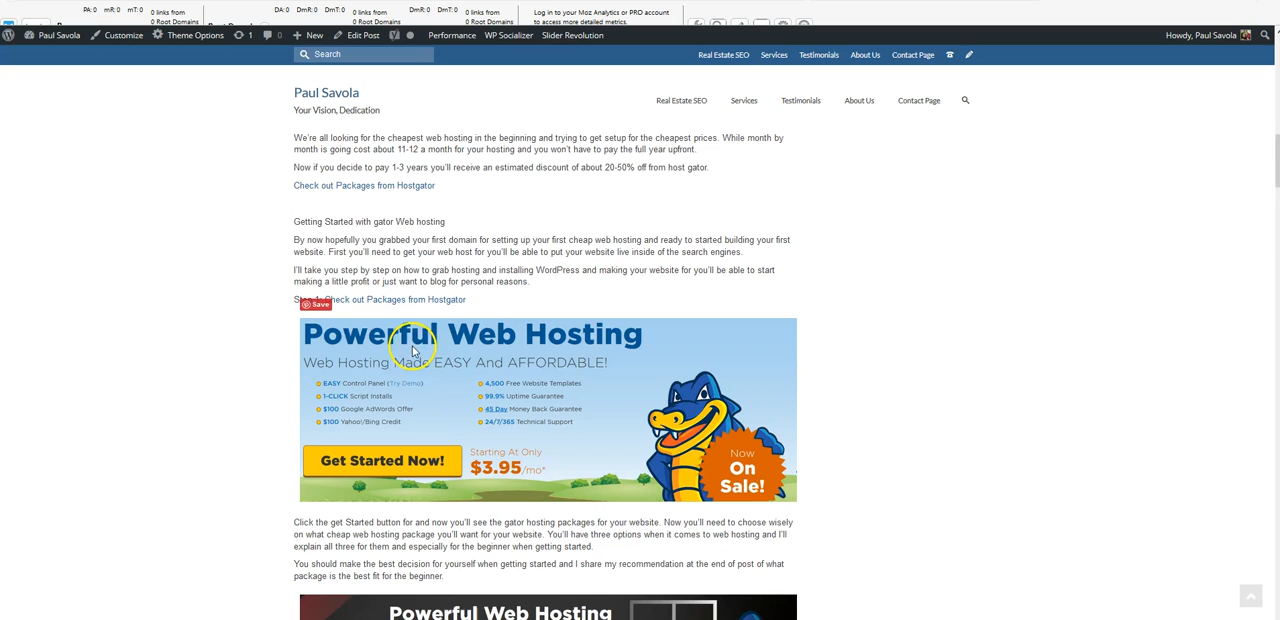 PA: 0 mR: 0 mT: 0 0 links from DA: 0 DmR: 0 DmT: 0 0 links from DmR: 0 DmT: 0 0 links from Log in to your Moz Analytics or PRO account
0 Root Domains 0 Root Domains 0 Root Domains to access more detailed metrics.
Paul Savola Customize Theme Options 1 0 New Edit Post Performance WP Socializer Slider Revolution Howdy, Paul Savola
Search Real Estate SEO Services Testimonials About Us Contact Page
Paul Savola
Your Vision, Dedication
Real Estate SEO Services Testimonials About Us Contact Page
We're all looking for the cheapest web hosting in the beginning and trying to get setup for the cheapest prices. While month by
month is going cost about 11-12 a month for your hosting and you won't have to pay the full year upfront.
Now if you decide to pay 1-3 years you'll receive an estimated discount of about 20-50% off from host gator.
Check out Packages from Hostgator
Getting Started with gator Web hosting
By now hopefully you grabbed your first domain for setting up your first cheap web hosting and ready to started building your first
website. First you'll need to get your web host for you'll be able to put your website live inside of the search engines.
I'll take you step by step on how to grab hosting and installing WordPress and making your website for you'll be able to start
making a little profit or just want to blog for personal reasons.
Check out Packages from Hostgator
Save
Powerful Web Hosting
Web Hosting Made EASY And AFFORDABLE!
EASY Control Panel (Try Demo) 4,500 Free Website Templates
1-CLICK Script Installs 99.9% Uptime Guarantee
$100 Google AdWords Offer 45 Day Money Back Guarantee
$100 Yahoo!/Bing Credit 24/7/365 Technical Support
Get Started Now!
Starting At Only
$3.95/mo*
Now
On
Sale!
Click the get Started button for and now you'll see the gator hosting packages for your website. Now you'll need to choose wisely
on what cheap web hosting package you'll want for your website. You'll have three options when it comes to web hosting and I'll
explain all three for them and especially for the beginner when getting started.
You should make the best decision for yourself when getting started and I share my recommendation at the end of post of what
package is the best fit for the beginner.
Powerful Web Hosting